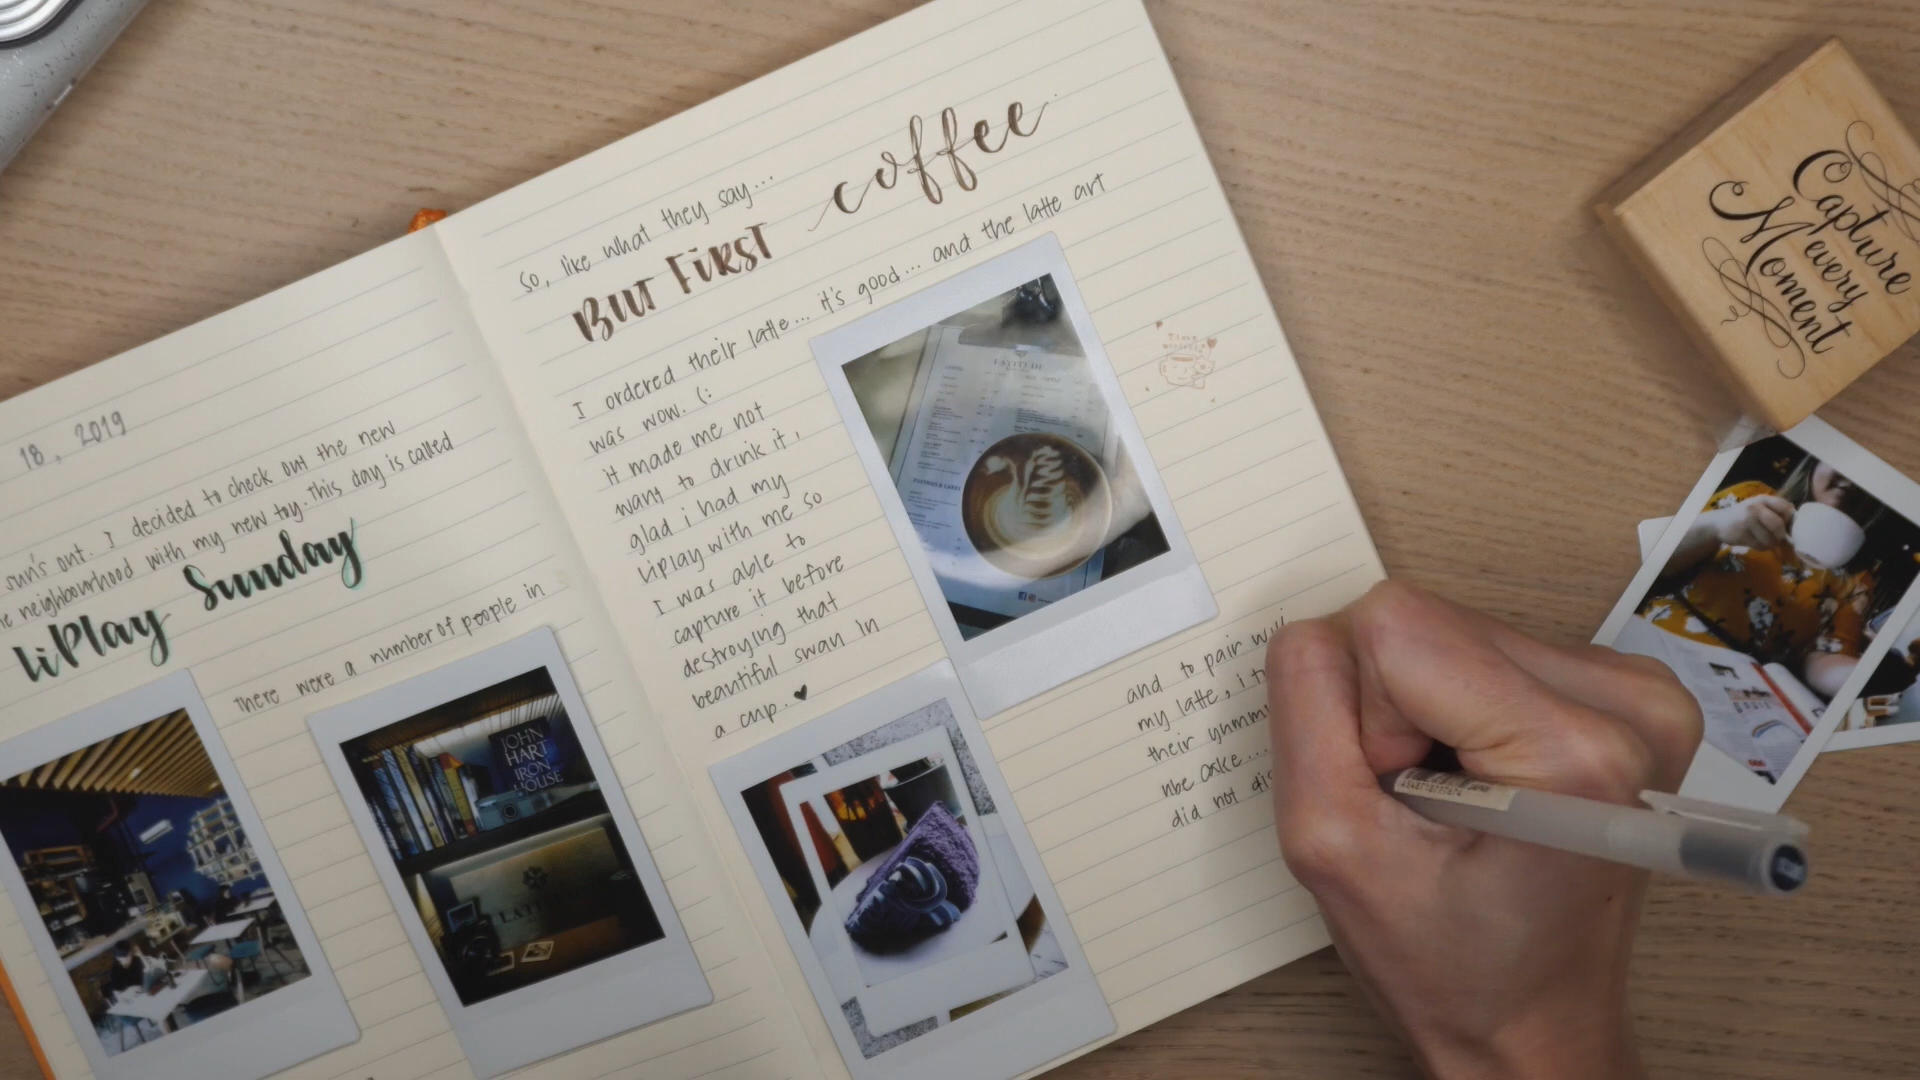 18, 2019
sun's out. I decided to check out the new
neighbourhood with my new toy. This day is called
LiPlay Sunday
there were a number of people in
JOHN
HART
IRON
HOUSE
So, like what they say...
BUT FIRST coffee
I ordered their latte... it's good... and the latte art
was wow. (:
it made me not
want to drink it,
glad i had my
Liplay with me so
I was able to
capture it before
destroying that
beautiful swan in
a cup. ♥
and to pair
my latte, i
their
ube cake...
did not
Capture
every
Moment